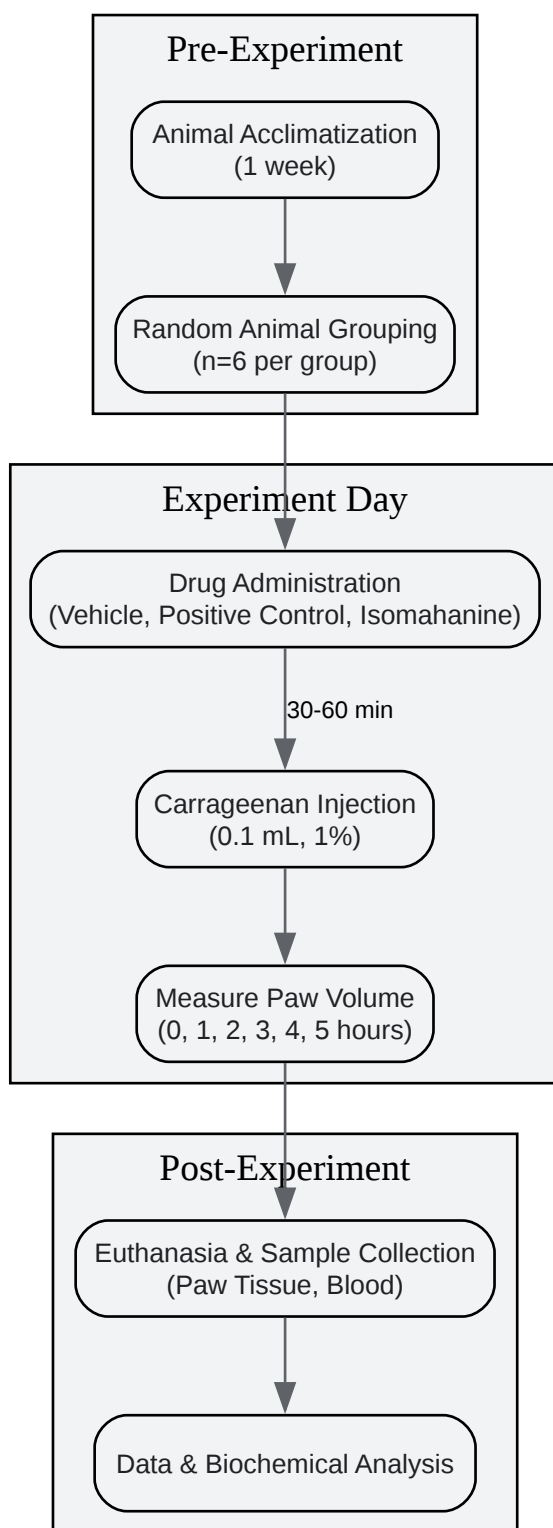 Pre-Experiment
Animal Acclimatization
(1 week)
Random Animal Grouping
(n=6 per group)
Experiment Day
Drug Administration
(Vehicle, Positive Control, Isomahanine)
30-60 min
Carrageenan Injection
(0.1 mL, 1%)
Measure Paw Volume
(0, 1, 2, 3, 4, 5 hours)
Post-Experiment
Euthanasia & Sample Collection
(Paw Tissue, Blood)
Data & Biochemical Analysis